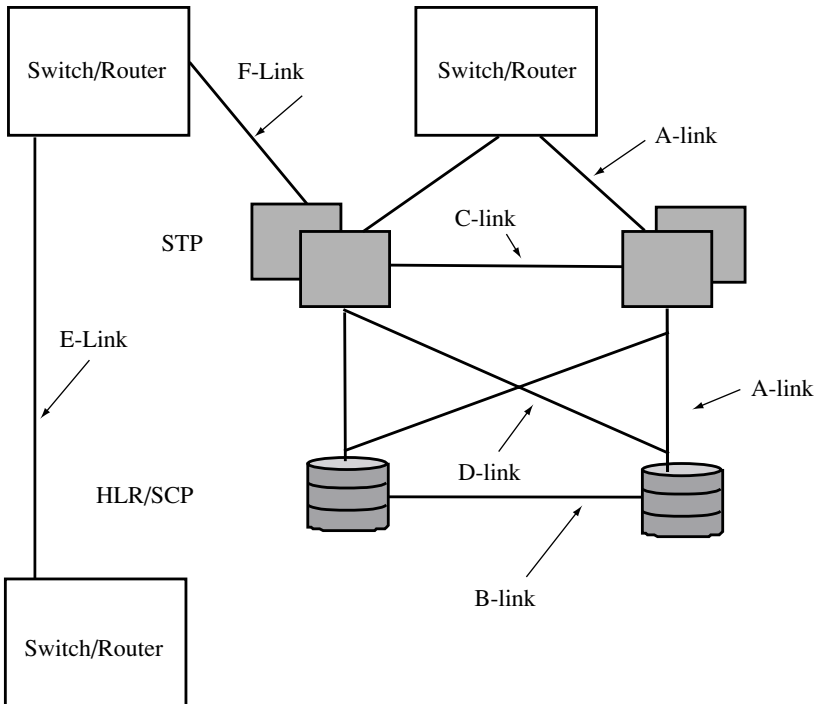 Switch/Router
Switch/Router
F-Link
A-link
C-link
STP
E-Link
A-link
D-link
HLR/SCP
B-link
Switch/Router